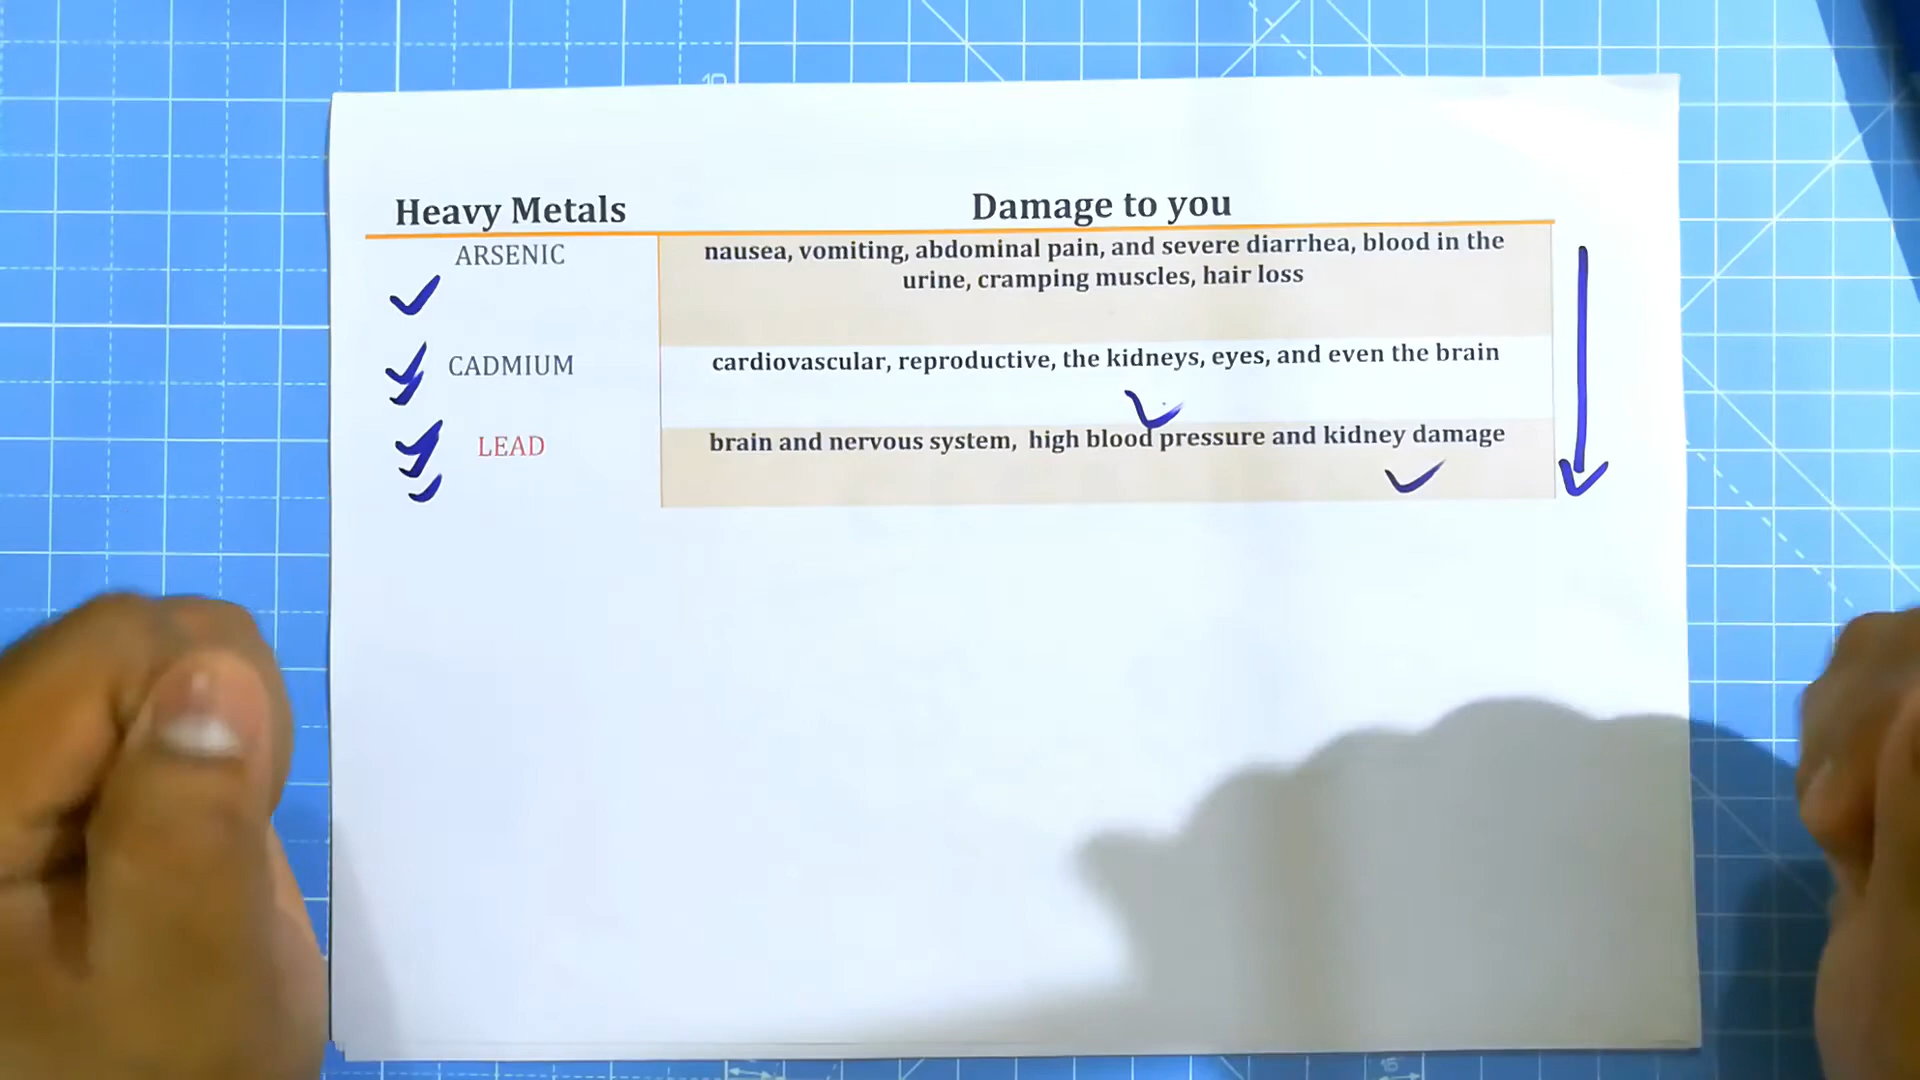 10
Heavy Metals
Damage to you
ARSENIC
nausea, vomiting, abdominal pain, and severe diarrhea, blood in the
urine, cramping muscles, hair loss
CADMIUM
cardiovascular, reproductive, the kidneys, eyes, and even the brain
LEAD
brain and nervous system, high blood pressure and kidney damage